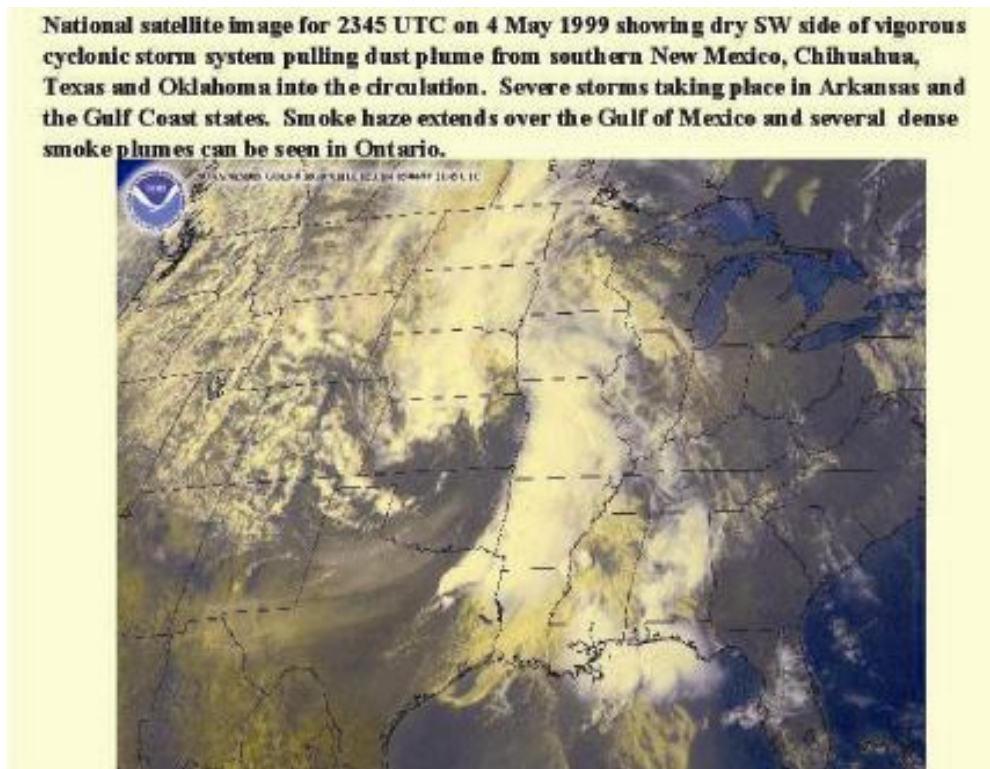 National satellite image for 2345 UTC on 4 May 1999 showing dry SW side of vigorous
cyclonic storm system pulling dust plume from southern New Mexico, Chihuahua,
Texas and Oklahoma into the circulation.  Severe storms taking place in Arkansas and
the Gulf Coast states.  Smoke haze extends over the Gulf of Mexico and several  dense
smoke plumes can be seen in Ontario.